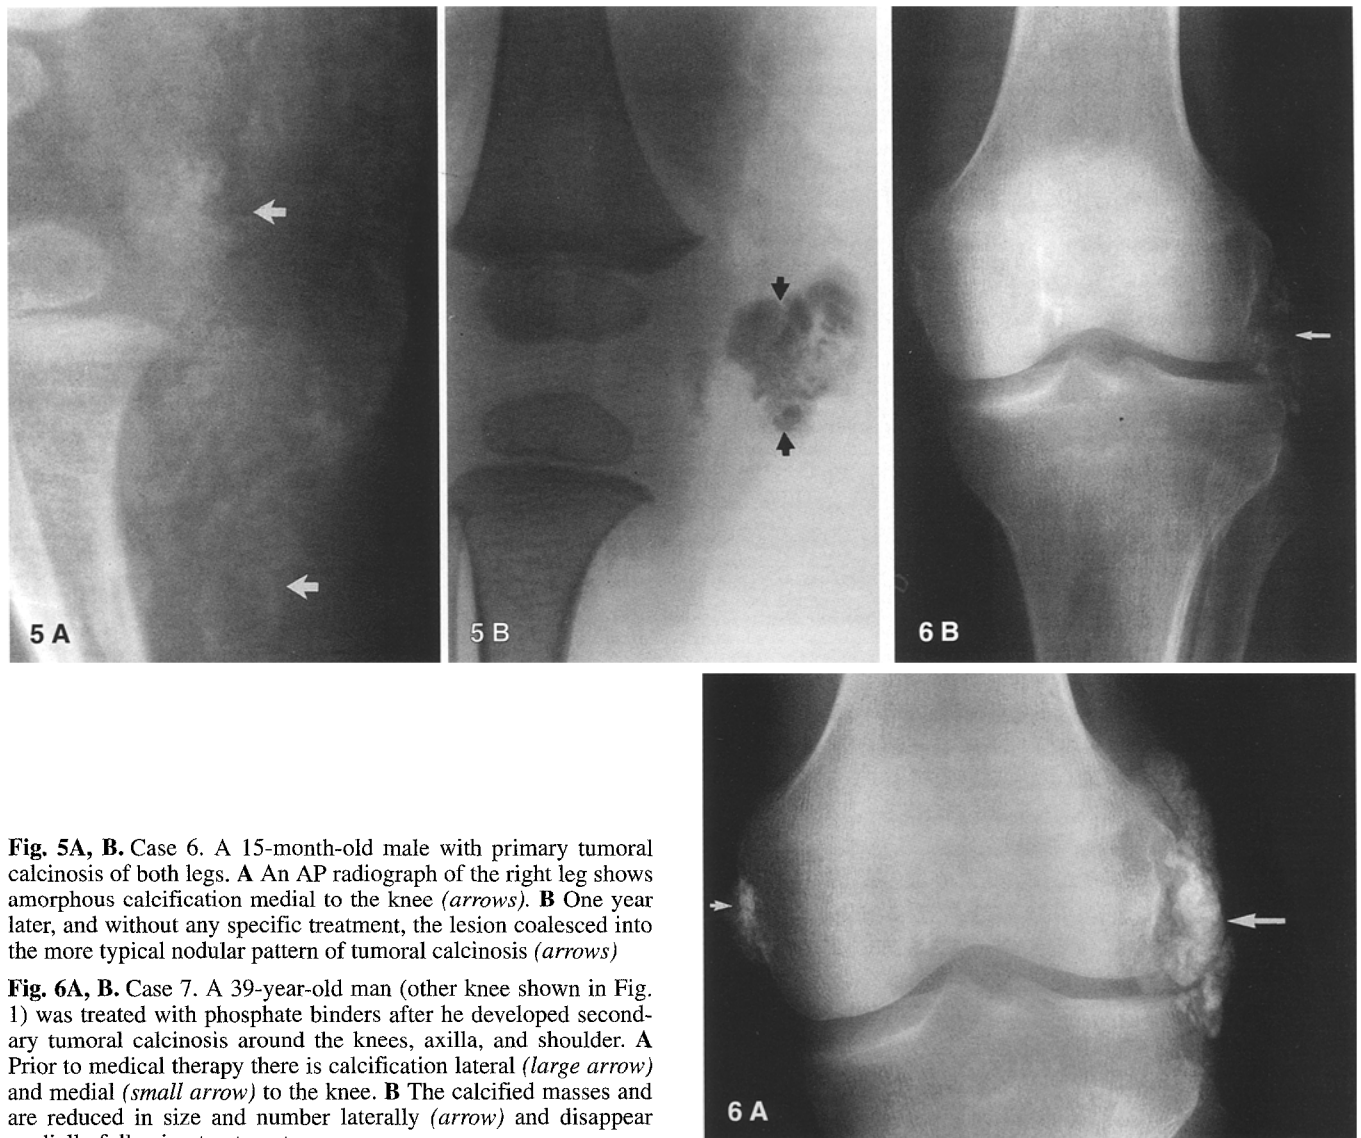 5 A
5 B
6 B
6 A
Fig. 5A, B. Case 6. A 15-month-old male with primary tumoral
calcinosis of both legs. A An AP radiograph of the right leg shows
amorphous calcification medial to the knee (arrows). B One year
later, and without any specific treatment, the lesion coalesced into
the more typical nodular pattern of tumoral calcinosis (arrows)
Fig. 6A, B. Case 7. A 39-year-old man (other knee shown in Fig.
1) was treated with phosphate binders after he developed second-
ary tumoral calcinosis around the knees, axilla, and shoulder. A
Prior to medical therapy there is calcification lateral (large arrow)
and medial (small arrow) to the knee. B The calcified masses and
are reduced in size and number laterally (arrow) and disappear